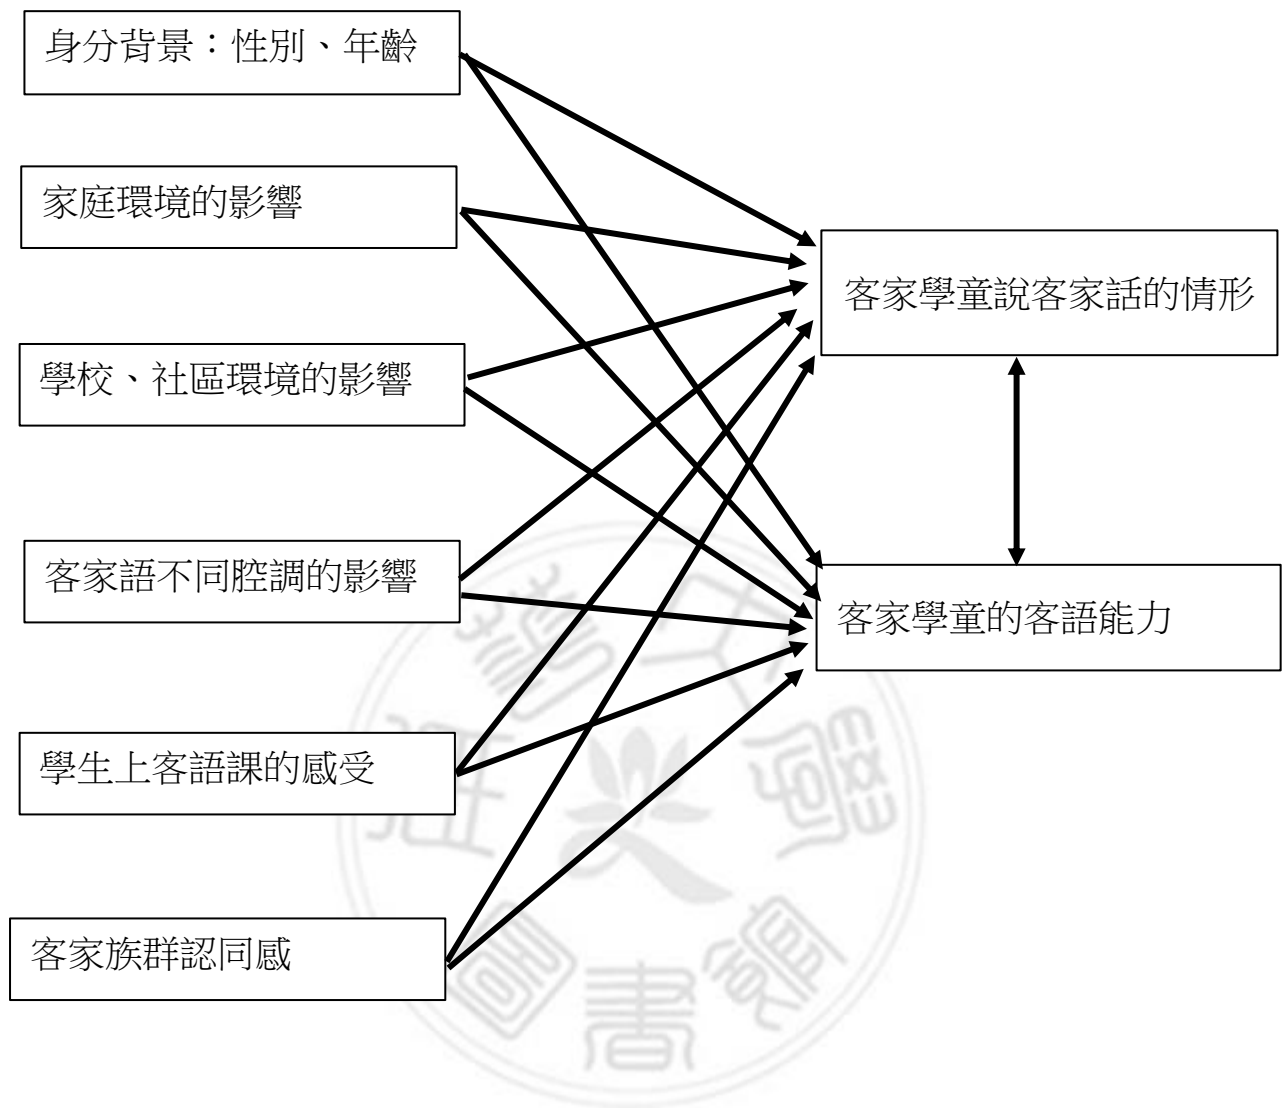 身分背景：性別、年齡
家庭環境的影響
客家學童說客家話的情形
學校、社區環境的影響
客家語不同腔調的影響
客家學童的客語能力
學生上客語課的感受
客家族群認同感